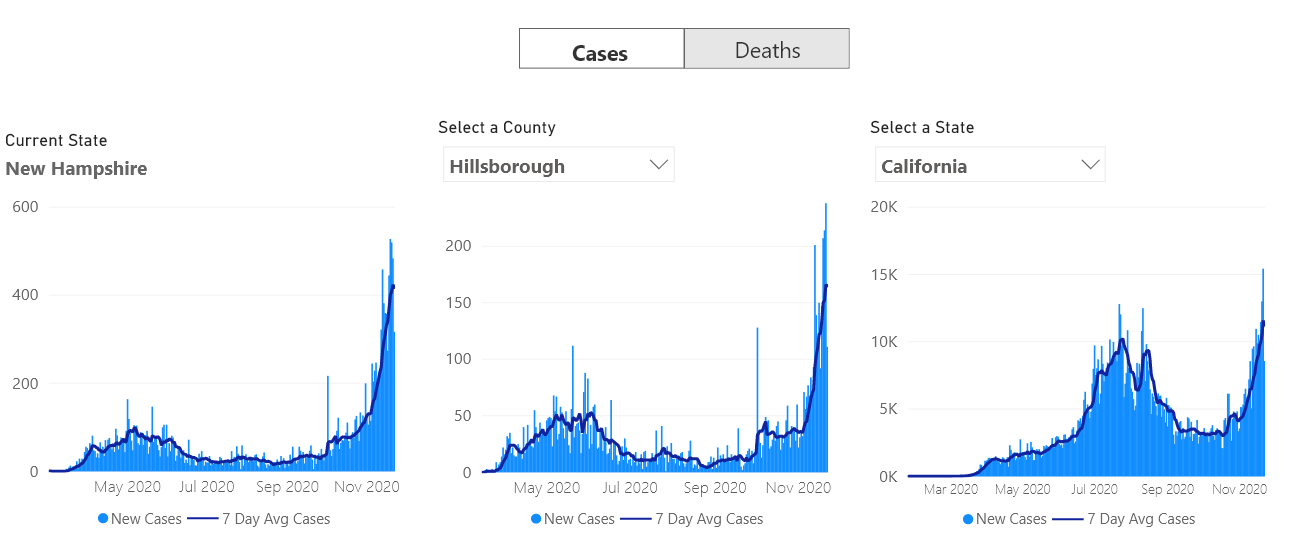 Cases Deaths
Current State
New Hampshire
600
400
200
0
May 2020 Jul 2020 Sep 2020 Nov 2020
New Cases 7 Day Avg Cases
Select a County
Hillsborough
200
150
100
50
0
May 2020 Jul 2020 Sep 2020 Nov 2020
New Cases 7 Day Avg Cases
Select a State
California
20K
15K
10K
5K
0K
Mar 2020 May 2020 Jul 2020 Sep 2020 Nov 2020
New Cases 7 Day Avg Cases